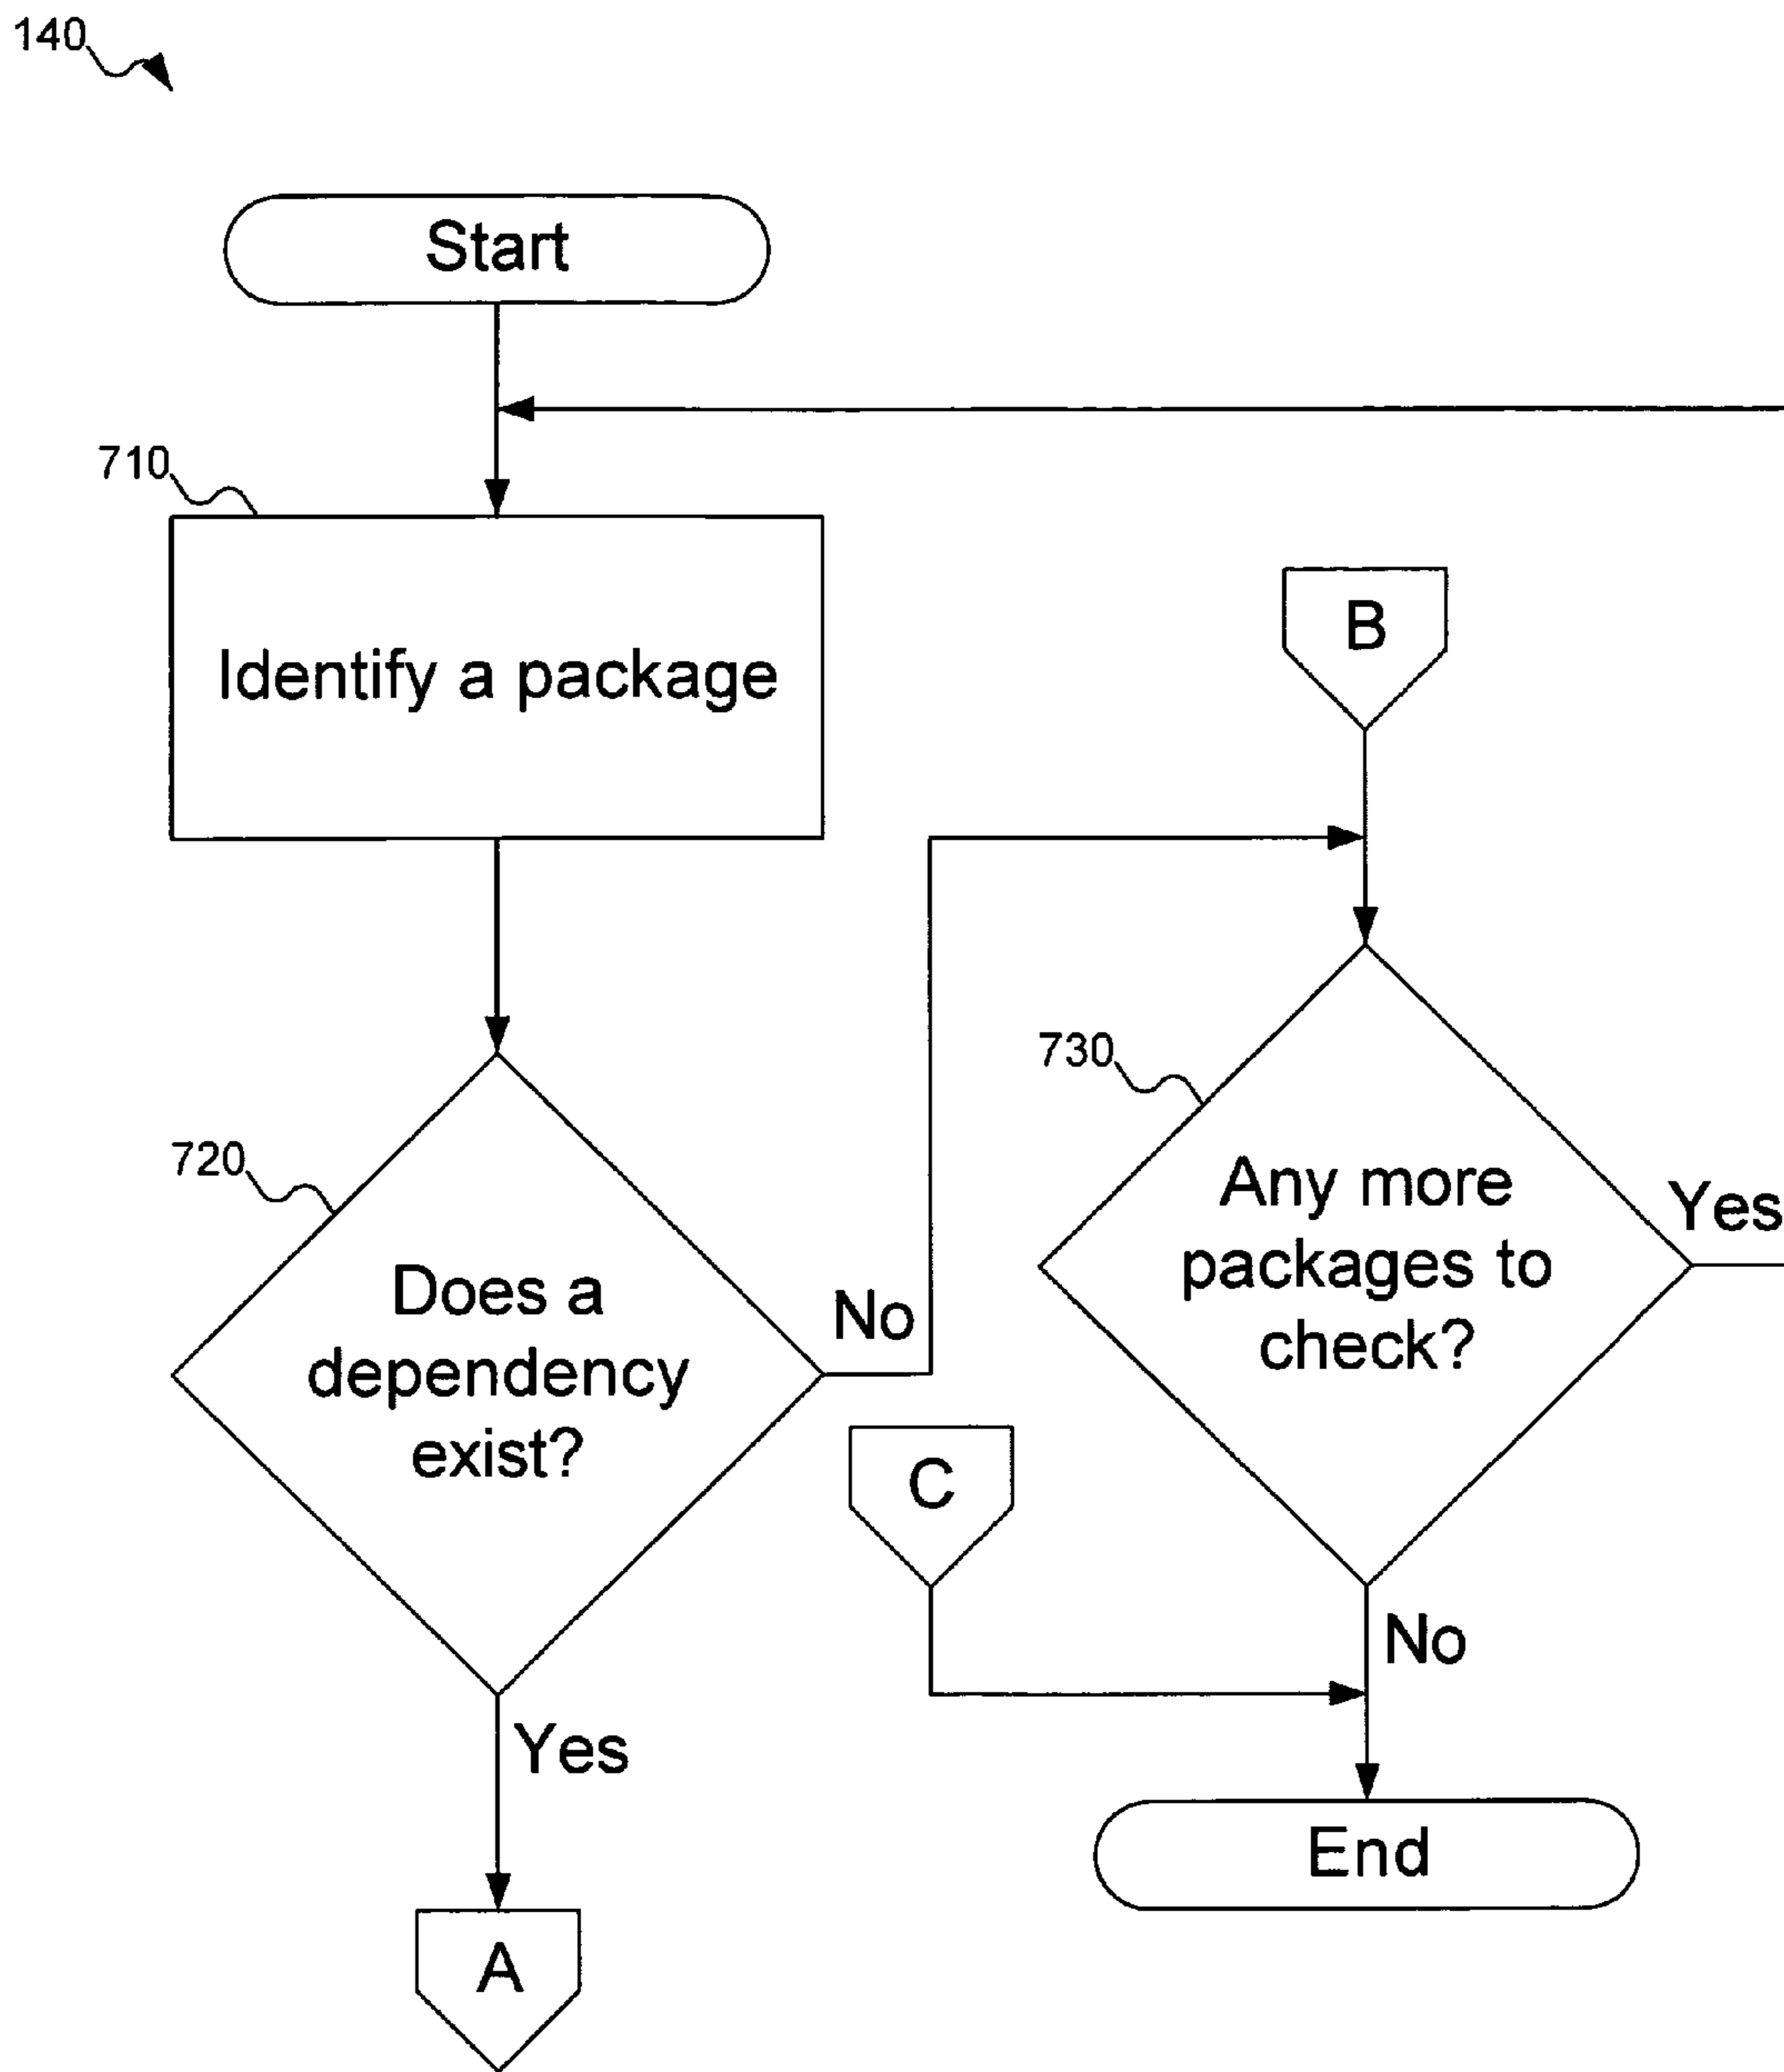 140
Start
710
Identify a package
B
730
Any more
packages to
check?
Yes
720
Does a
dependency
exist?
No
C
No
Yes
End
A